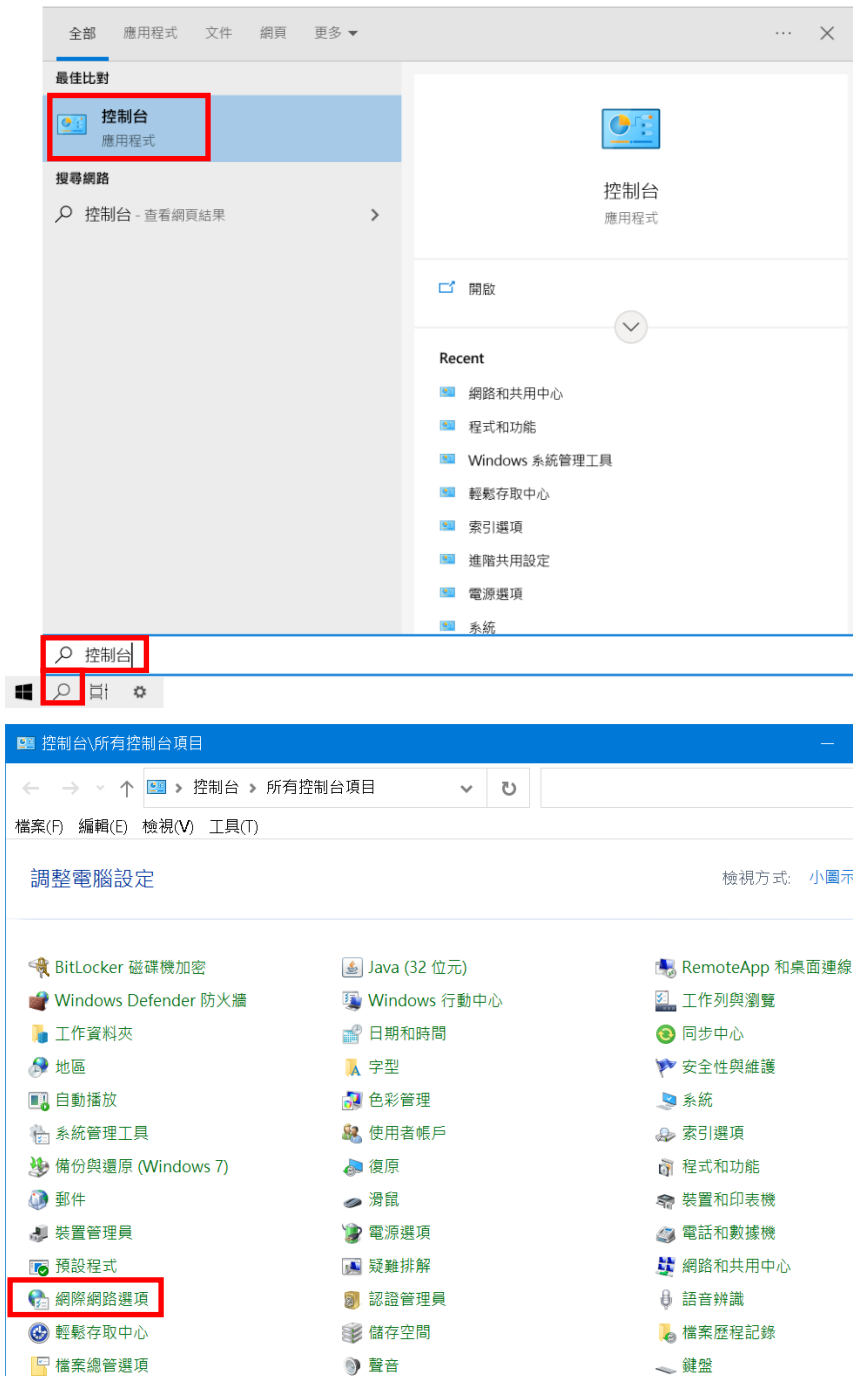 全部 應用程式 文件 網頁 更多
最佳比對
控制台
應用程式
搜尋網路
控制台 - 查看網頁結果
控制台
應用程式
開啟
Recent
網路和共用中心
程式和功能
Windows 系統管理工具
輕鬆存取中心
索引選項
進階共用設定
電源選項
系統
控制台
控制台\所有控制台項目
控制台 > 所有控制台項目
檔案(F) 編輯(E) 檢視(V) 工具(T)
調整電腦設定 檢視方式: 小圖示
BitLocker 磁碟機加密 Java (32 位元) RemoteApp 和桌面連線
Windows Defender 防火牆 Windows 行動中心 工作列與瀏覽
工作資料夾 日期和時間 同步中心
地區 字型 安全性與維護
自動播放 色彩管理 系統
系統管理工具 使用者帳戶 索引選項
備份與還原 (Windows 7) 復原 程式和功能
郵件 滑鼠 裝置和印表機
裝置管理員 電源選項 電話和數據機
預設程式 疑難排解 網路和共用中心
網際網路選項 認證管理員 語音辨識
輕鬆存取中心 儲存空間 檔案歷程記錄
檔案總管選項 聲音 鍵盤